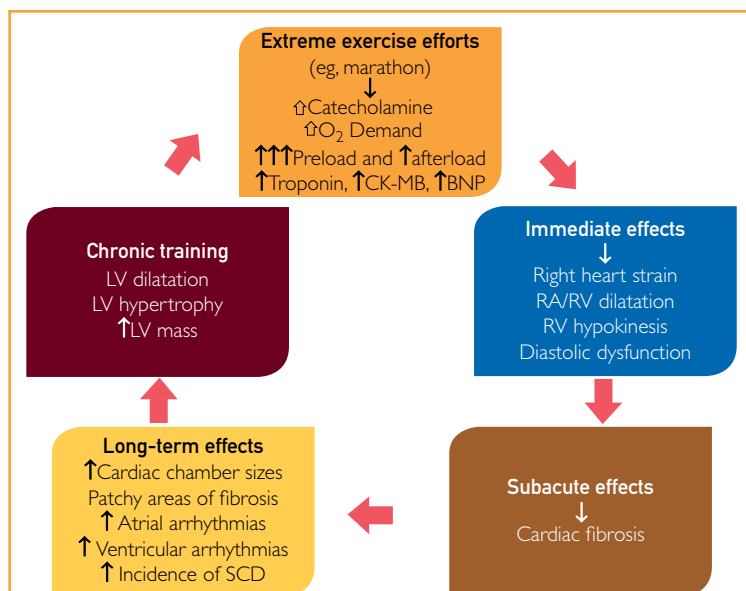 Extreme exercise efforts
(eg, marathon)
↓
⇧Catecholamine
⇧O₂ Demand
↑↑↑Preload and ↑afterload
↑Troponin, ↑CK-MB, ↑BNP
Immediate effects
↓
Right heart strain
RA/RV dilatation
RV hypokinesis
Diastolic dysfunction
Subacute effects
↓
Cardiac fibrosis
Long-term effects
↑Cardiac chamber sizes
Patchy areas of fibrosis
↑ Atrial arrhythmias
↑ Ventricular arrhythmias
↑ Incidence of SCD
Chronic training
LV dilatation
LV hypertrophy
↑LV mass